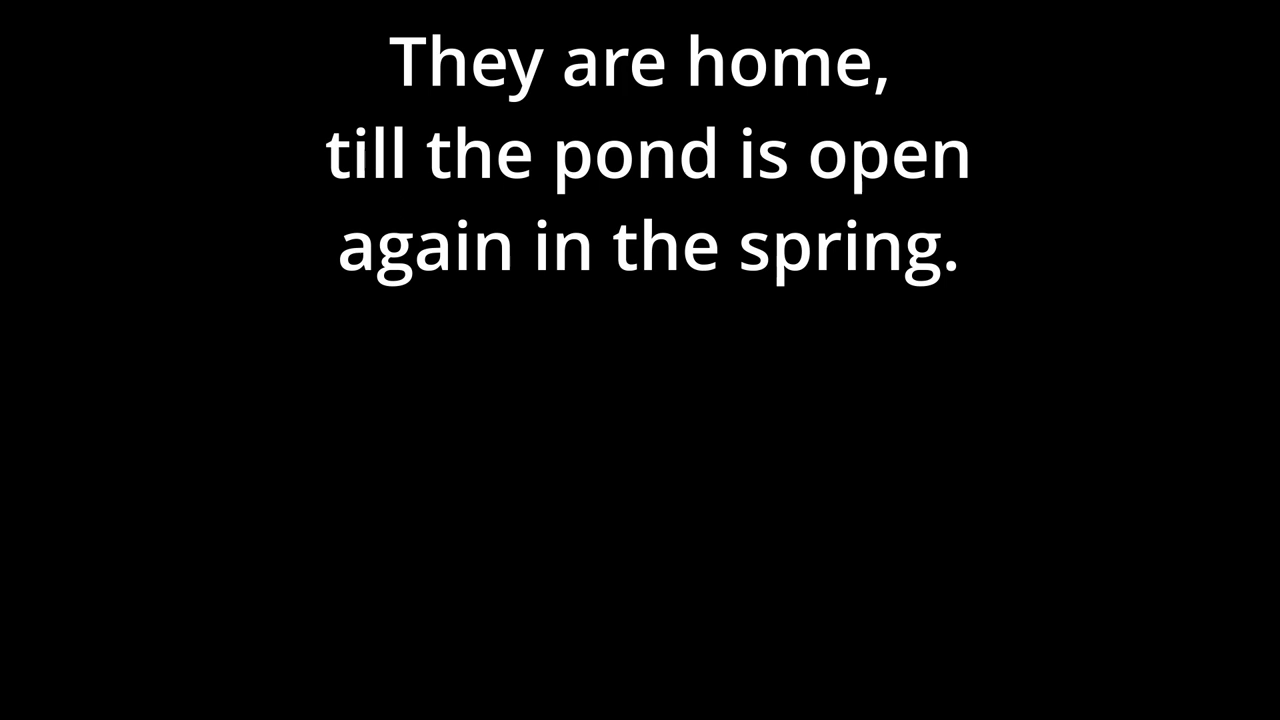 They are home,
till the pond is open
again in the spring.